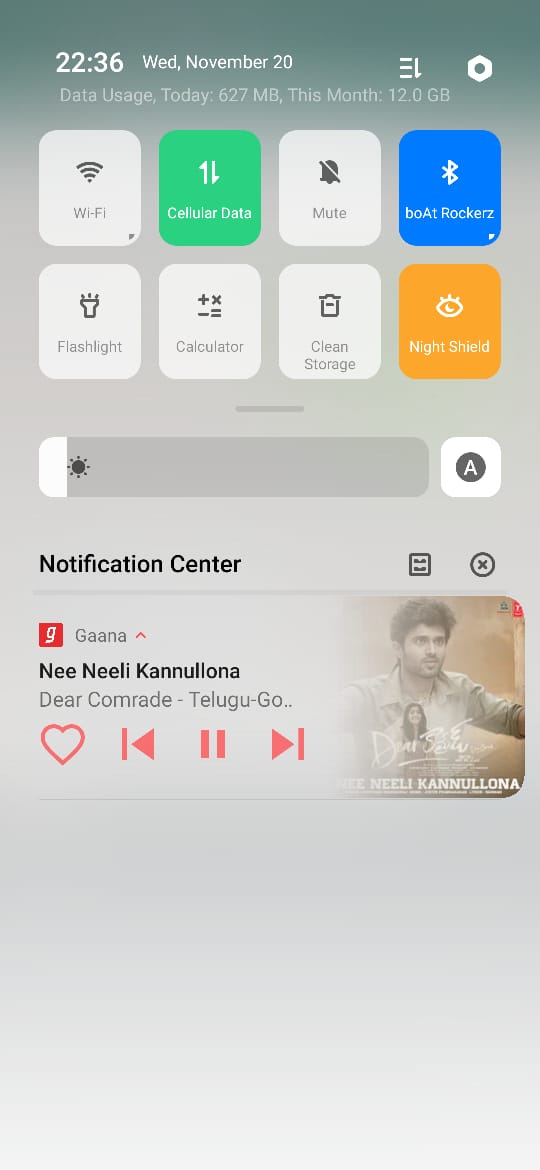 22:36 Wed, November 20
Data Usage, Today: 627 MB, This Month: 12.0 GB
Wi-Fi
Cellular Data
Mute
boAt Rockerz
Flashlight
Calculator
Clean
Storage
Night Shield
A
Notification Center
g Gaana
Nee Neeli Kannullona
Dear Comrade - Telugu-Go..
Dear Comrade
NEE NEELI KANNULLONA